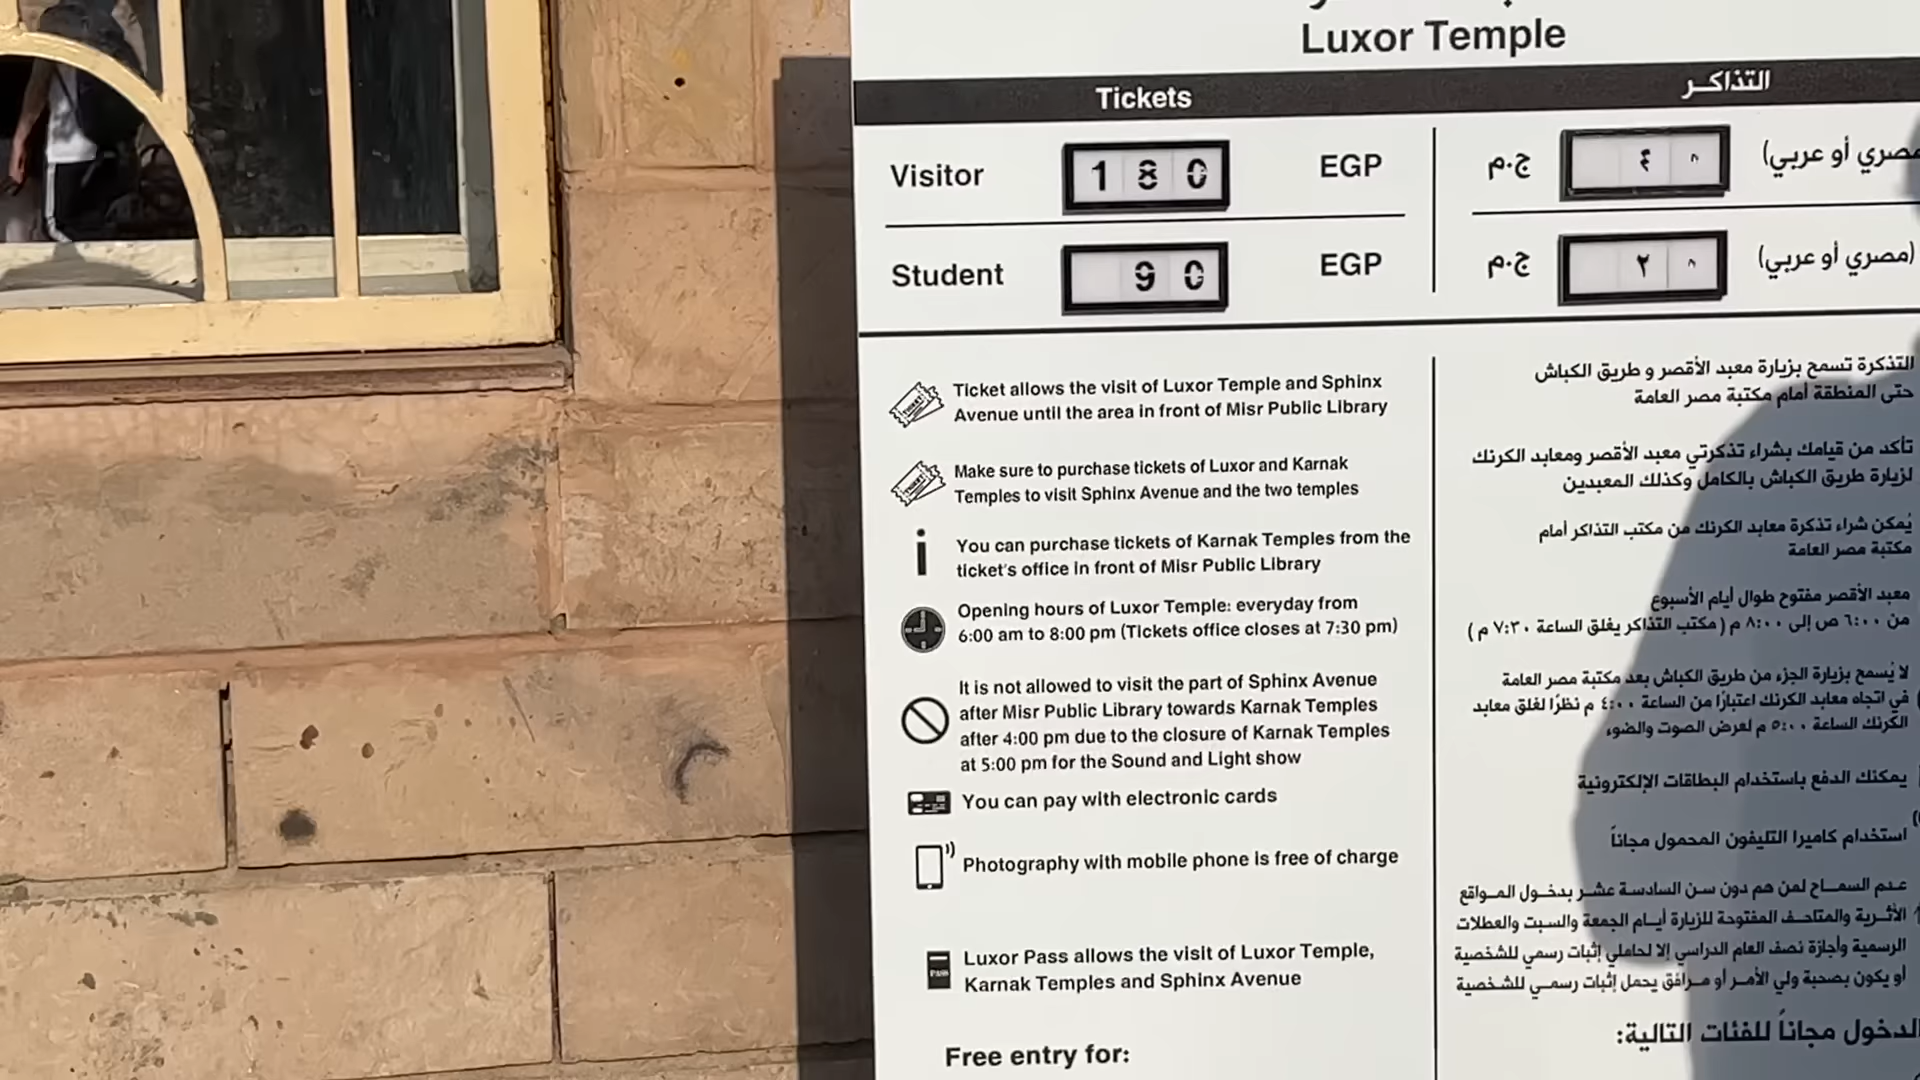 Luxor Temple
Tickets
التذاكر
Visitor 180 EGP
ج.م ٤٠ (مصري أو عربي)
Student 90 EGP
ج.م ٢٠ (مصري أو عربي)
Ticket allows the visit of Luxor Temple and Sphinx
Avenue until the area in front of Misr Public Library
Make sure to purchase tickets of Luxor and Karnak
Temples to visit Sphinx Avenue and the two temples
You can purchase tickets of Karnak Temples from the
ticket's office in front of Misr Public Library
Opening hours of Luxor Temple: everyday from
6:00 am to 8:00 pm (Tickets office closes at 7:30 pm)
It is not allowed to visit the part of Sphinx Avenue
after Misr Public Library towards Karnak Temples
after 4:00 pm due to the closure of Karnak Temples
at 5:00 pm for the Sound and Light show
You can pay with electronic cards
Photography with mobile phone is free of charge
PASS
Luxor Pass allows the visit of Luxor Temple,
Karnak Temples and Sphinx Avenue
Free entry for:
التذكرة تسمح بزيارة معبد الأقصر و طريق الكباش
حتى المنطقة أمام مكتبة مصر العامة
تأكد من قيامك بشراء تذكرتي معبد الأقصر ومعابد الكرنك
لزيارة طريق الكباش بالكامل وكذلك المعبدين
يُمكن شراء تذكرة معابد الكرنك من مكتب التذاكر أمام
مكتبة مصر العامة
معبد الأقصر مفتوح طوال أيام الأسبوع
من ٦:٠٠ ص إلى ٨:٠٠ م ( مكتب التذاكر يغلق الساعة ٧:٣٠ م )
لا يُسمح بزيارة الجزء من طريق الكباش بعد مكتبة مصر العامة
في اتجاه معابد الكرنك اعتبارًا من الساعة ٤:٠٠ م نظرًا لغلق معابد
الكرنك الساعة ٥:٠٠ م لعرض الصوت والضوء
يمكنك الدفع باستخدام البطاقات الإلكترونية
استخدام كاميرا التليفون المحمول مجاناً
عدم السماح لمن هم دون سن السادسة عشر بدخول المواقع
الأثرية والمتاحف المفتوحة للزيارة أيام الجمعة والسبت والعطلات
الرسمية وأجازة نصف العام الدراسي إلا لحاملي إثبات رسمي للشخصية
او يكون بصحبة ولي الأمر أو مرافق يحمل إثبات رسمي للشخصية
الدخول مجاناً للفئات التالية: